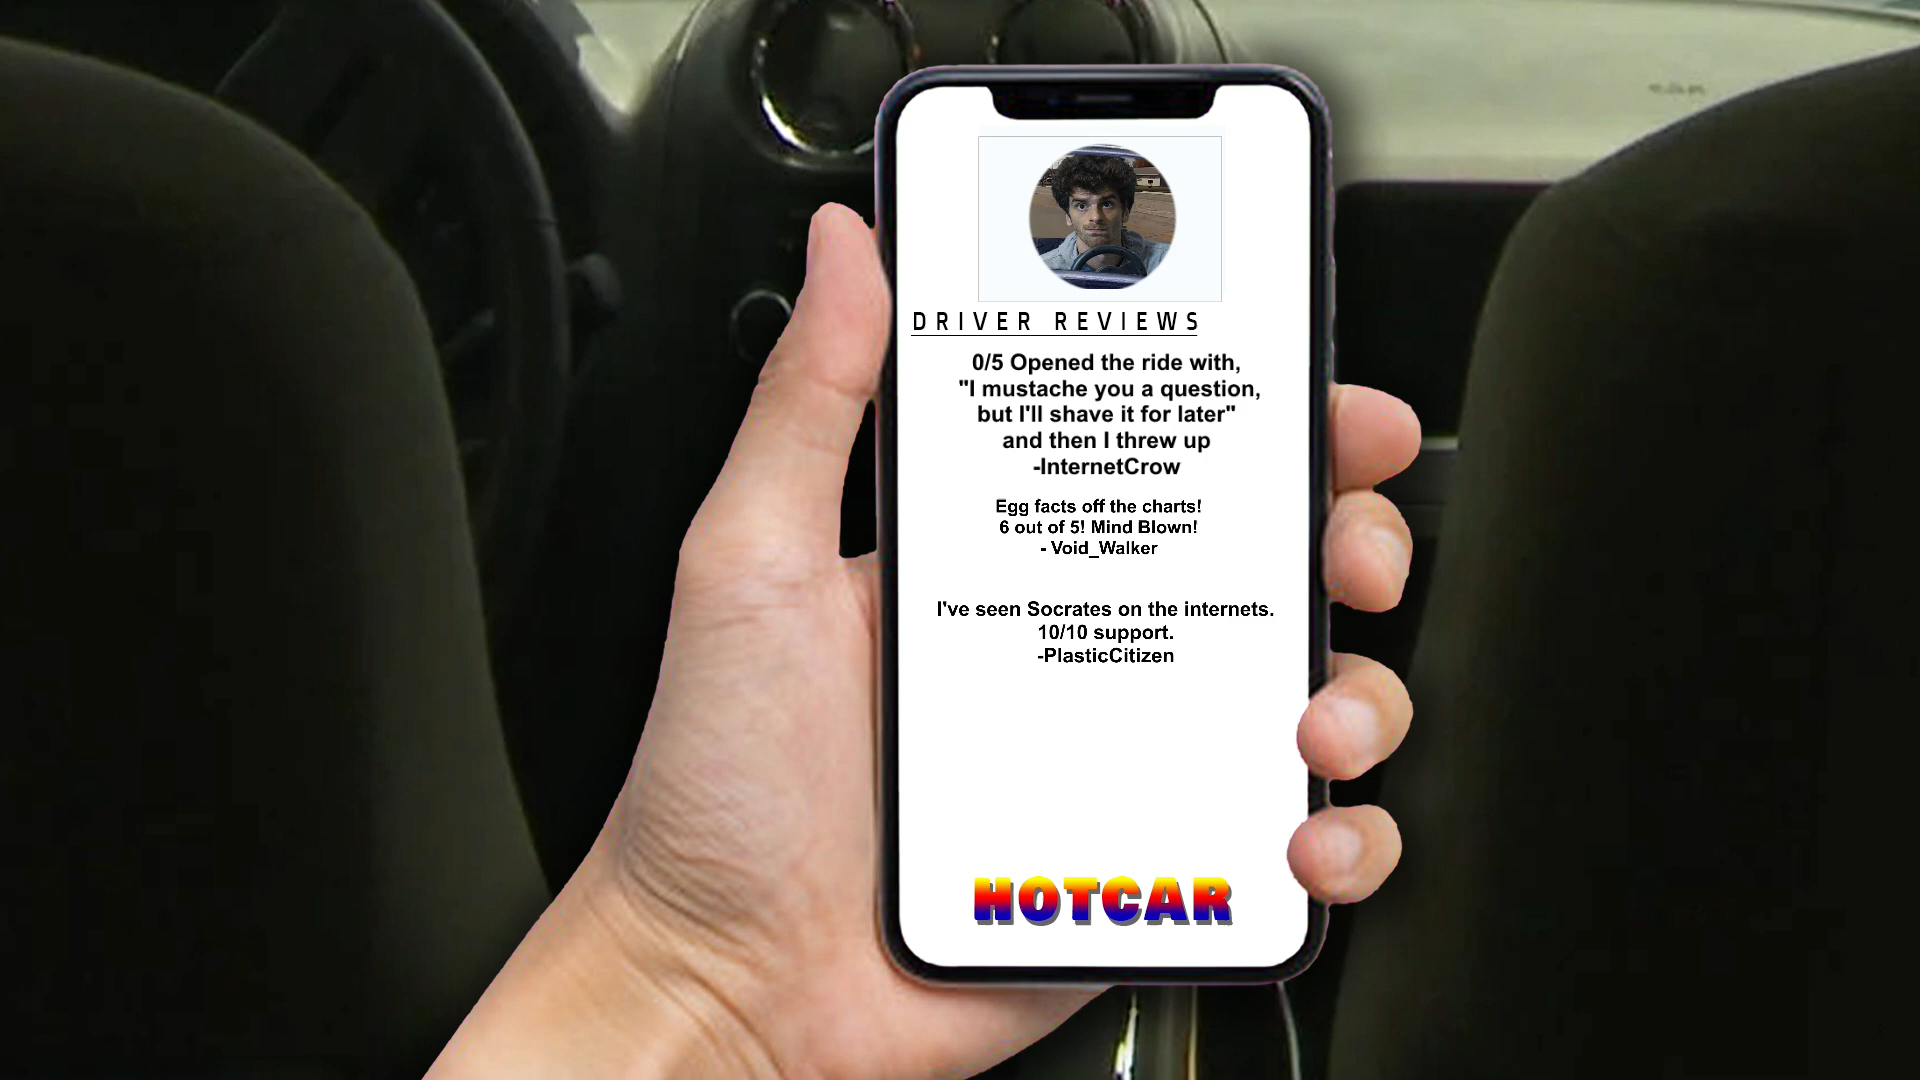 DRIVER REVIEWS
0/5 Opened the ride with,
"I mustache you a question,
but I'll shave it for later"
and then I threw up
-InternetCrow
Egg facts off the charts!
6 out of 5! Mind Blown!
- Void_Walker
I've seen Socrates on the internets.
10/10 support.
-PlasticCitizen
HOTCAR